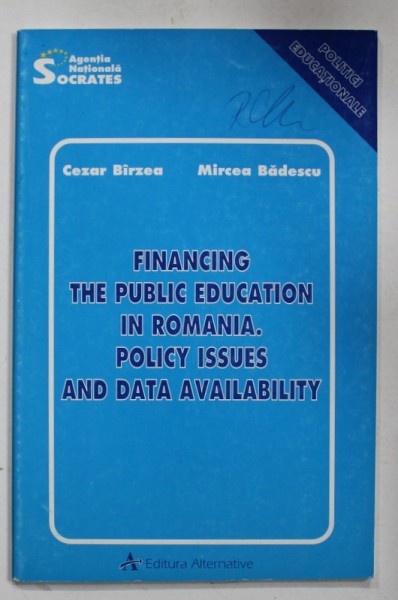 Agenția
Națională
SOCRATES
POLITICI
EDUCAȚIONALE
Cezar Bîrzea Mircea Bădescu
FINANCING
THE PUBLIC EDUCATION
IN ROMANIA.
POLICY ISSUES
AND DATA AVAILABILITY
Editura Alternative